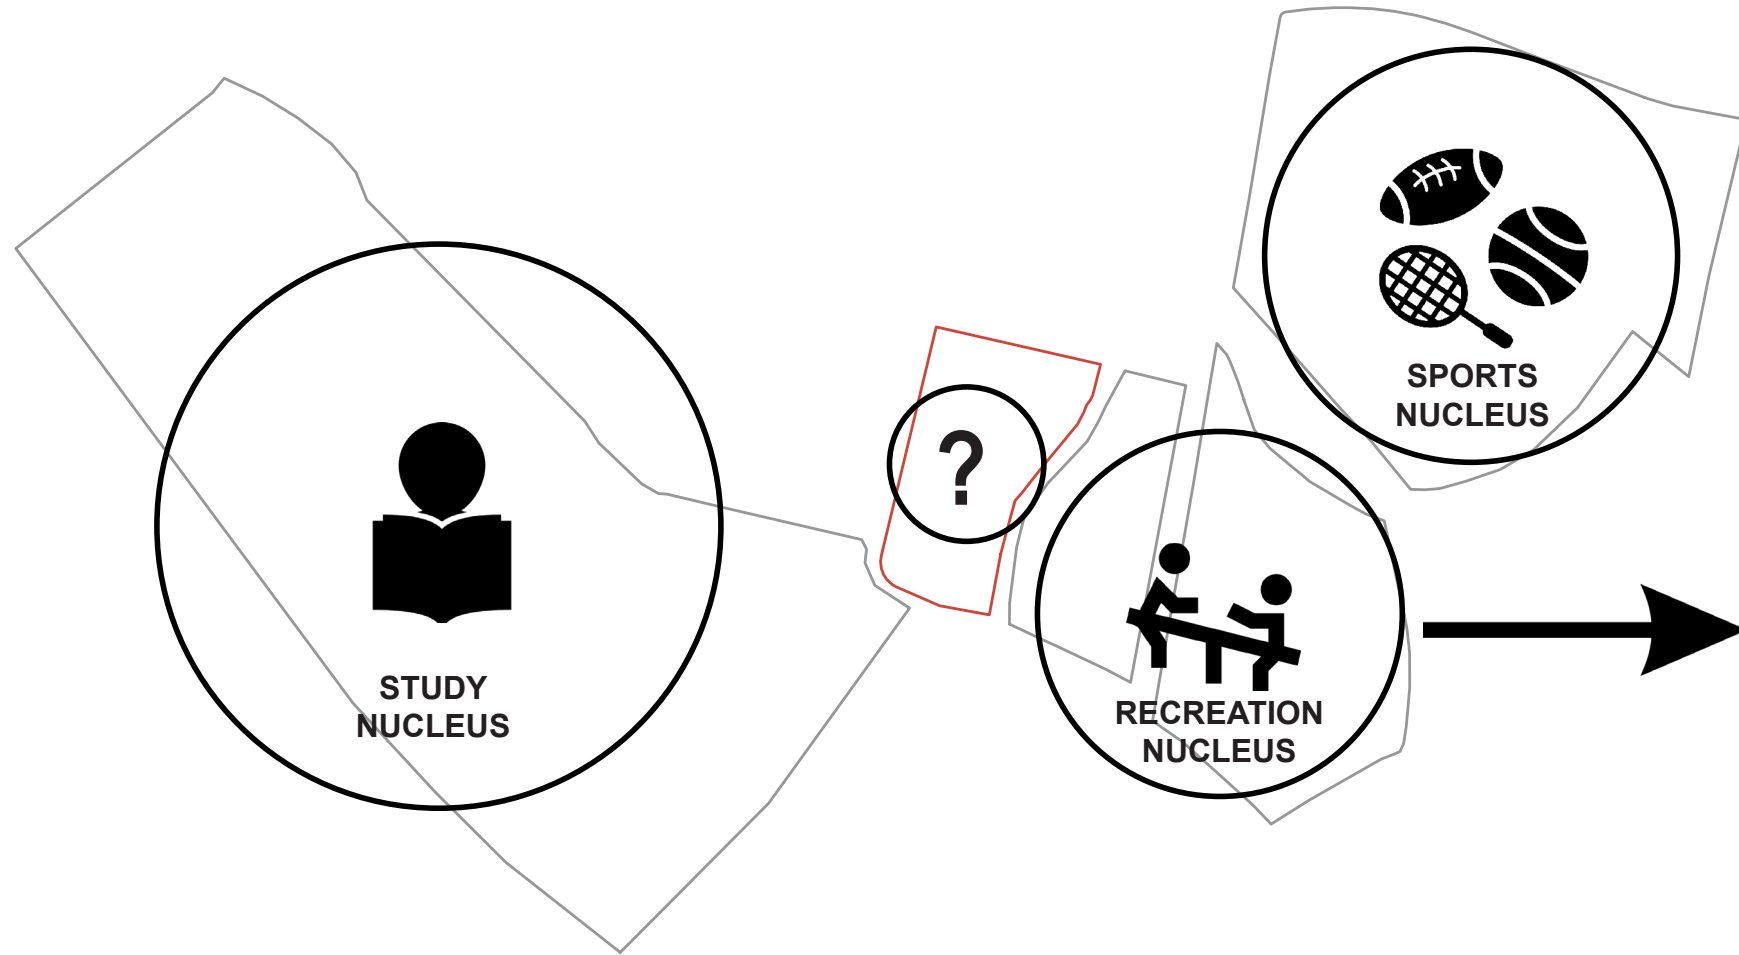 STUDY
NUCLEUS
?
RECREATION
NUCLEUS
SPORTS
NUCLEUS